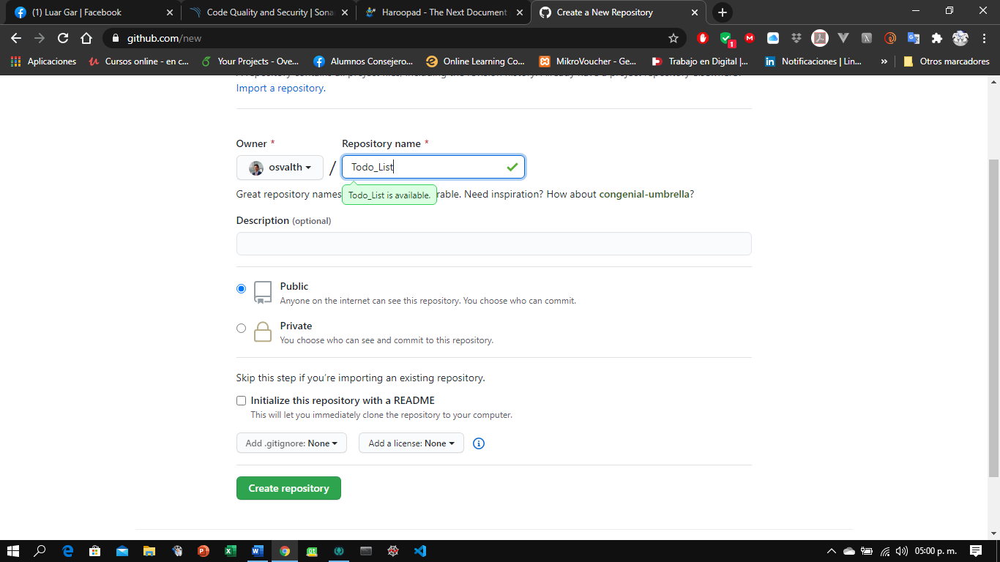 (1) Luar Gar | Facebook
Code Quality and Security | Sona
Haroopad - The Next Document
Create a New Repository
github.com/new
1
Aplicaciones
Cursos online - en c...
Your Projects - Ove...
Alumnos Consejero...
Online Learning Co...
MikroVoucher - Ge...
Trabajo en Digital |...
Notificaciones | Lin...
»
Otros marcadores
Import a repository.
Owner *
Repository name *
osvalth
/
Todo_List
Great repository names
Todo_List is available.
rable. Need inspiration? How about congenial-umbrella?
Description (optional)
Public
Anyone on the internet can see this repository. You choose who can commit.
Private
You choose who can see and commit to this repository.
Skip this step if you're importing an existing repository.
Initialize this repository with a README
This will let you immediately clone the repository to your computer.
Add .gitignore: None
Add a license: None
Create repository
05:00 p. m.